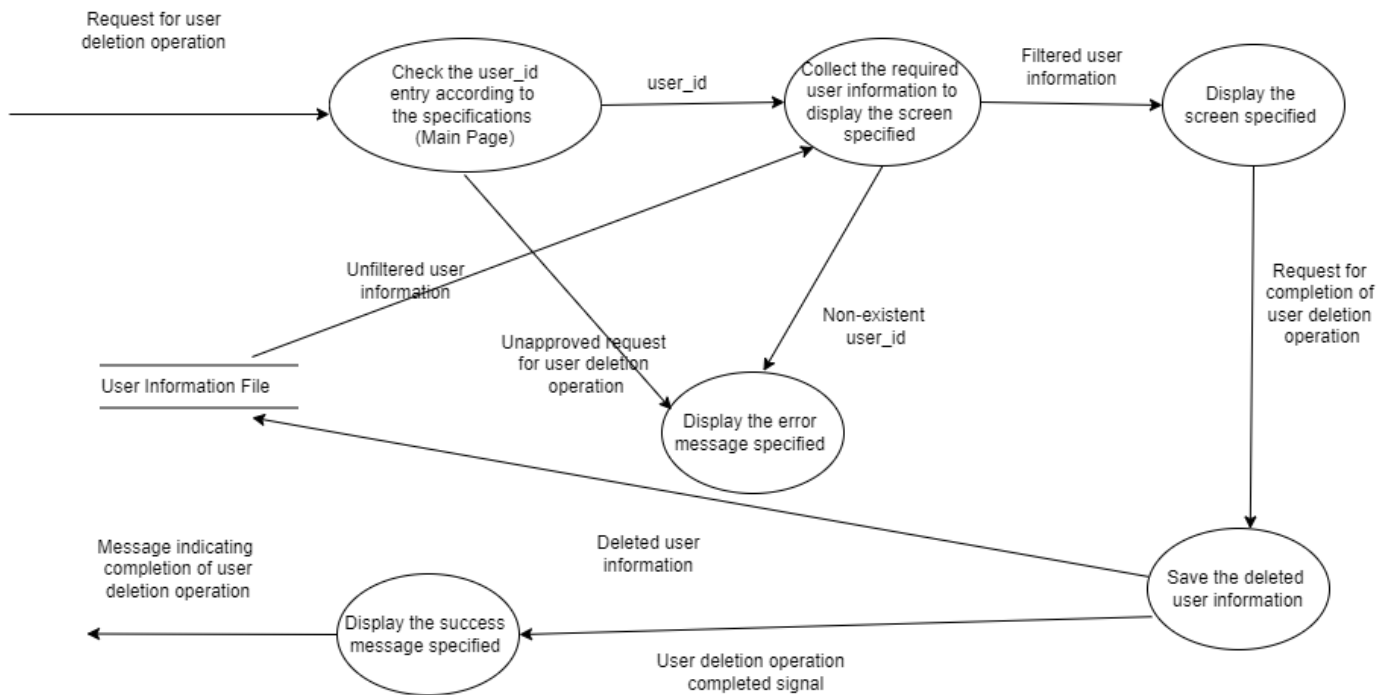 Request for user
deletion operation
Check the user_id
entry according to
the specifications
(Main Page)
user_id
Collect the required
user information to
display the screen
specified
Filtered user
information
Display the
screen specified
Unfiltered user
information
Request for
completion of
user deletion
operation
Non-existent
user_id
Unapproved request
for user deletion
operation
User Information File
Display the error
message specified
Message indicating
completion of user
deletion operation
Deleted user
information
Save the deleted
user information
Display the success
message specified
User deletion operation
completed signal